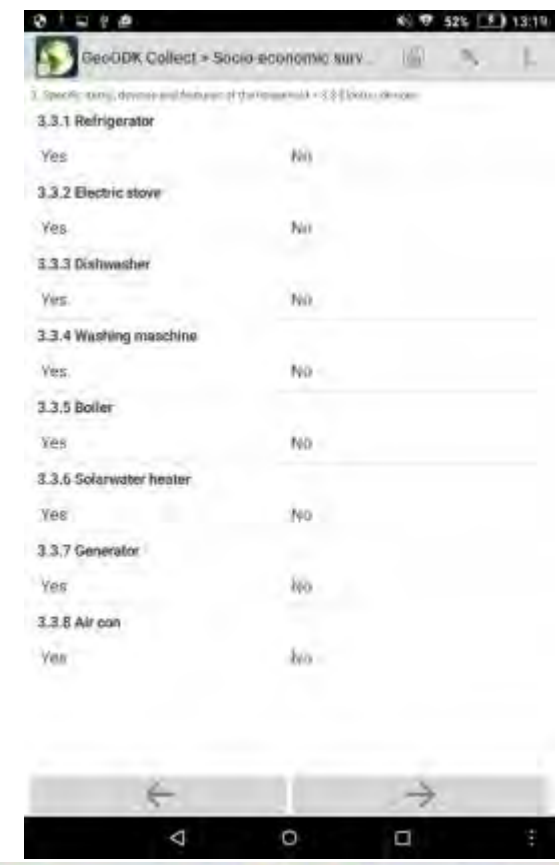 52% 13:19
GeoODK Collect > Socio-economic surv...
3.3.1 Refrigerator
Yes No
3.3.2 Electric stove
Yes No
3.3.3 Dishwasher
Yes No
3.3.4 Washing maschine
Yes No
3.3.5 Boiler
Yes No
3.3.6 Solarwater heater
Yes No
3.3.7 Generator
Yes No
3.3.8 Air con
Yes No